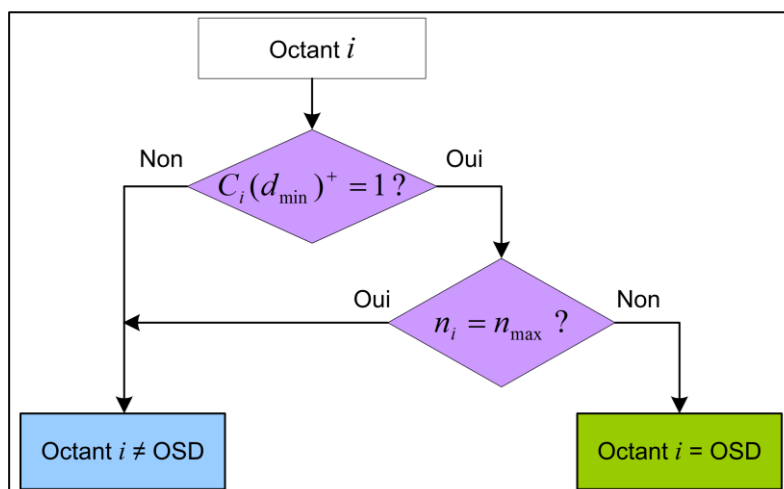 Octant i
Non
Oui
C_i(d_min)^+ = 1 ?
Oui
Non
n_i = n_max ?
Octant i ≠ OSD
Octant i = OSD